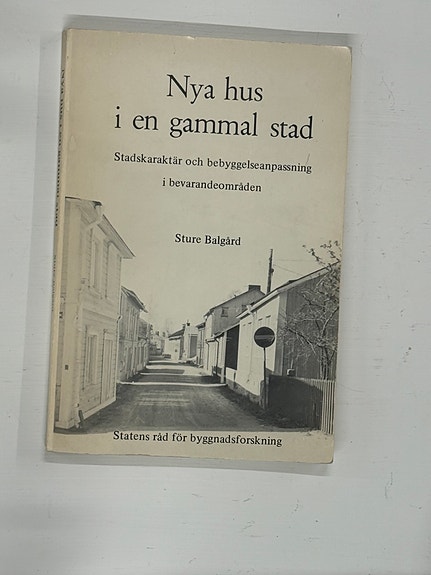 Nya hus
i en gammal stad
Stadskaraktär och bebyggelseanpassning
i bevarandeområden
Sture Balgård
Statens råd för byggnadsforskning